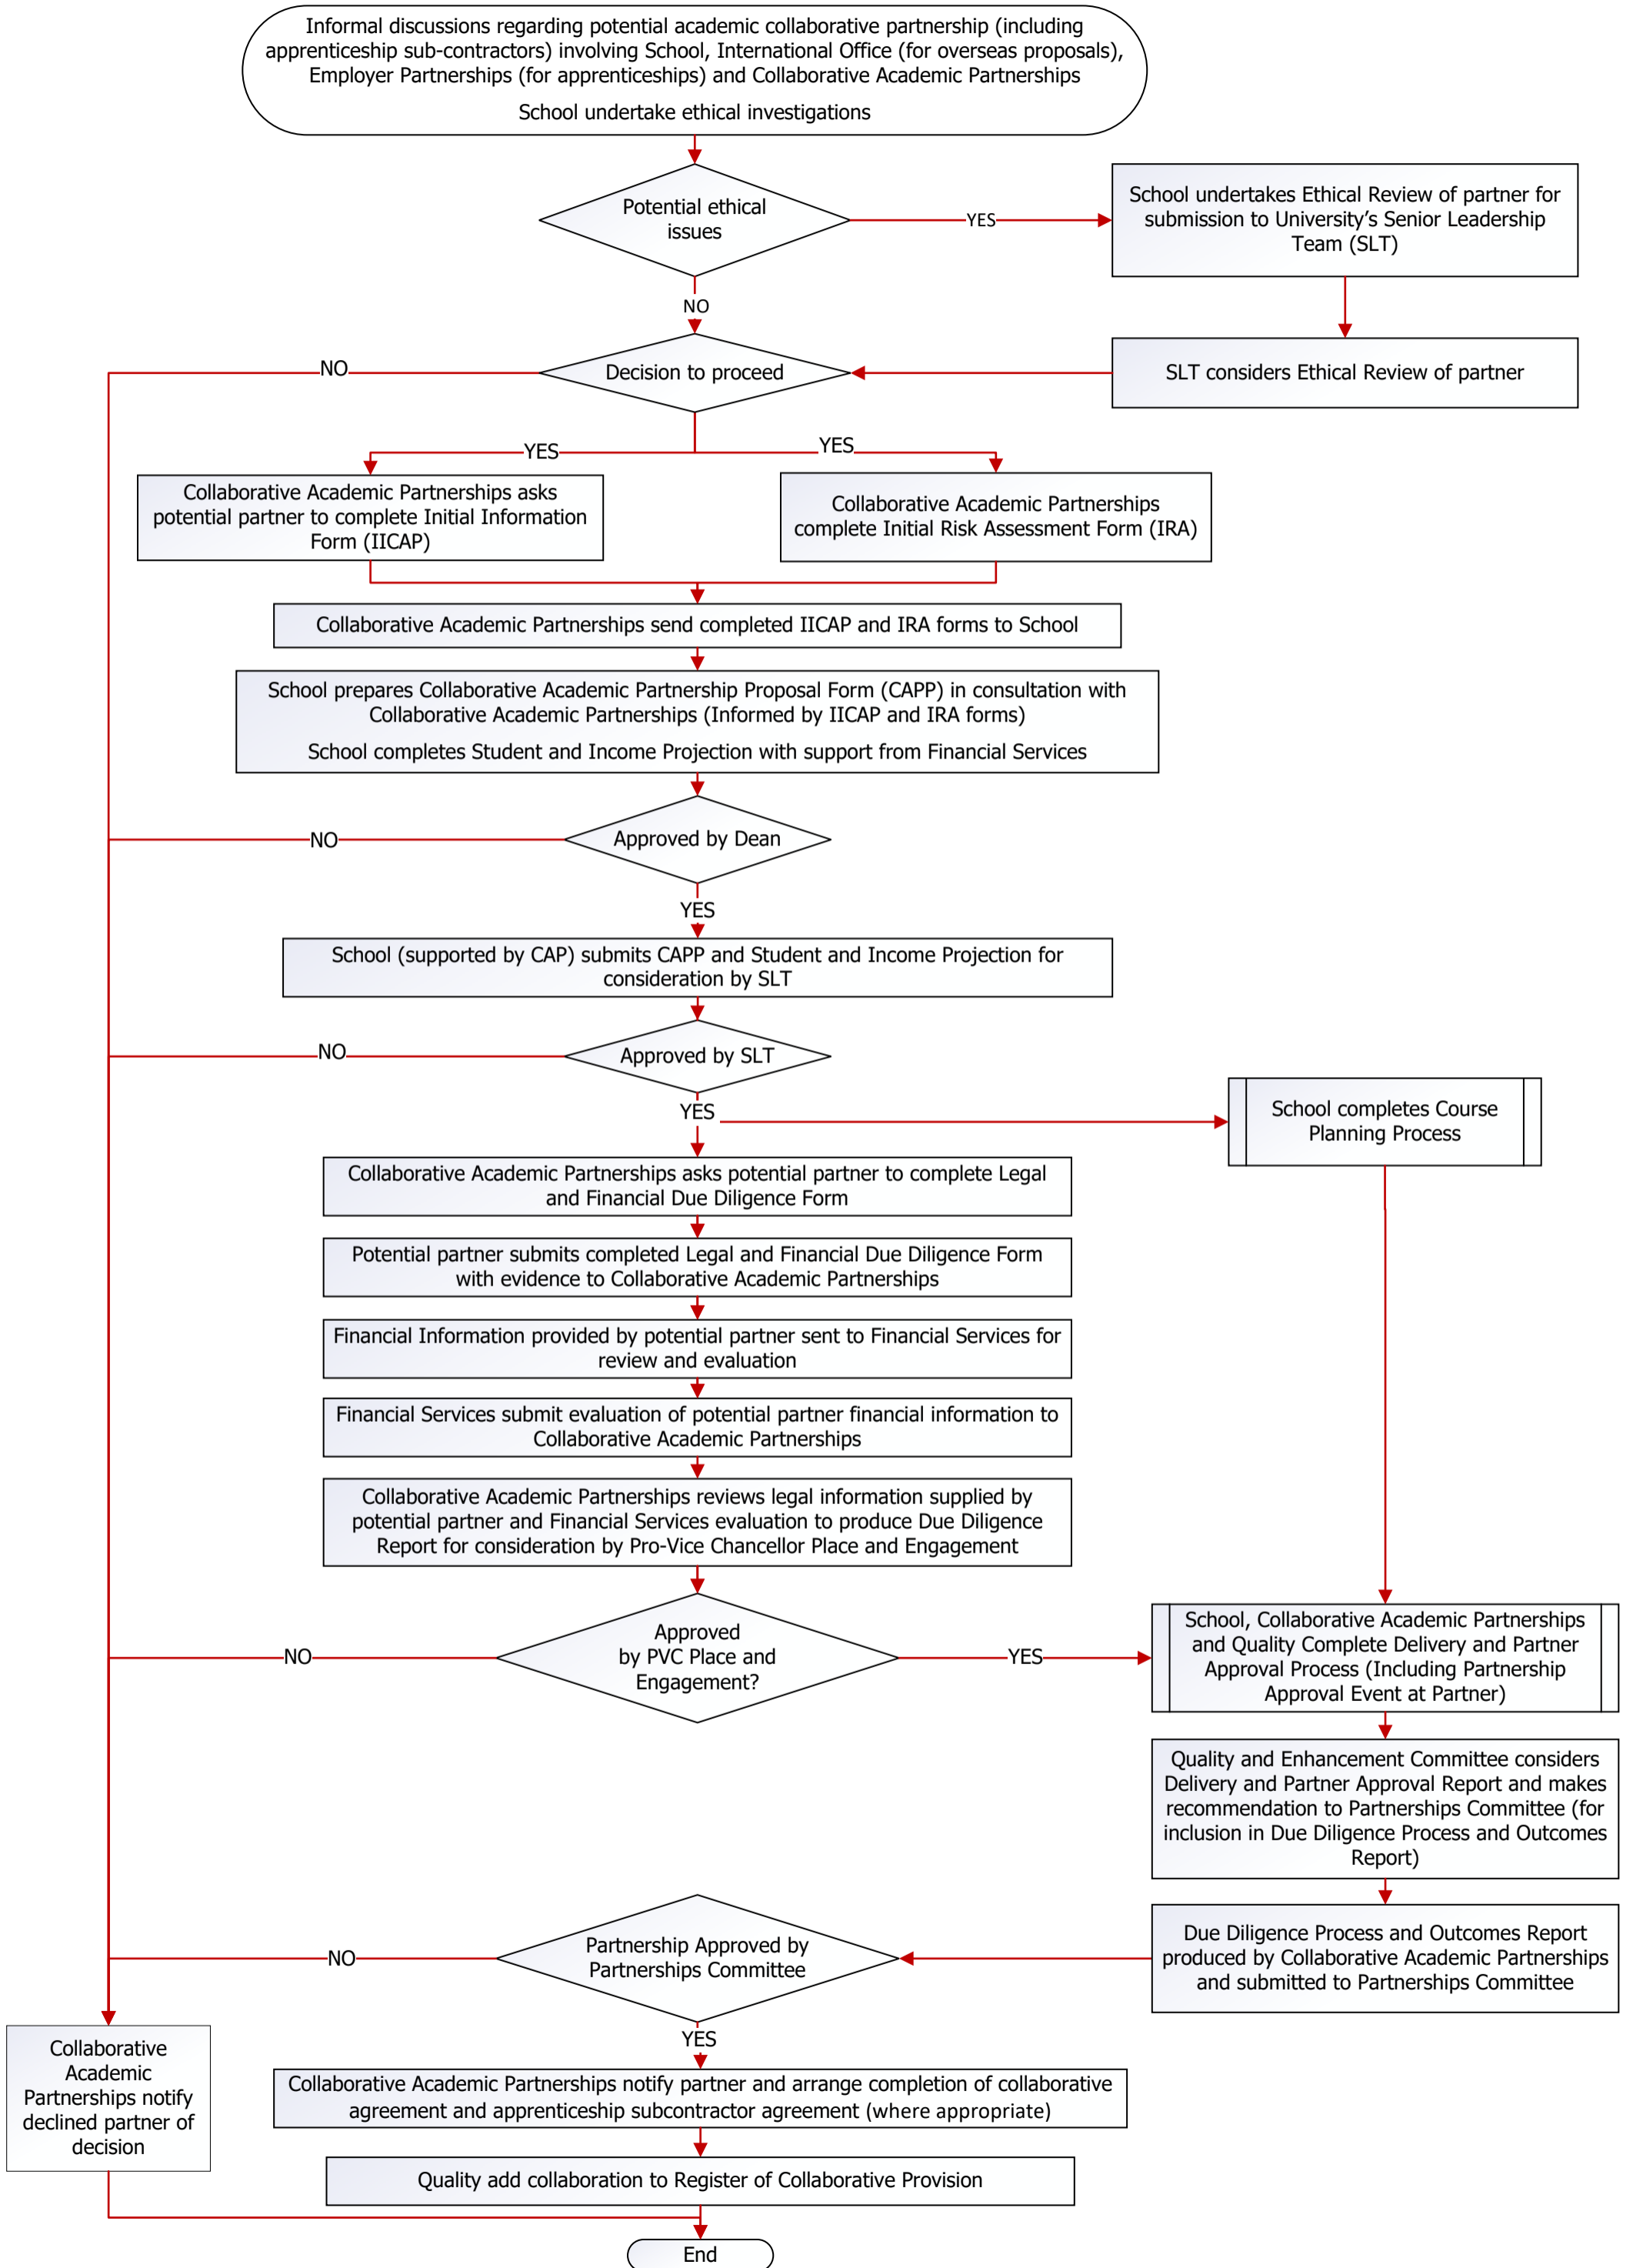 Informal discussions regarding potential academic collaborative partnership (including
apprenticeship sub-contractors) involving School, International Office (for overseas proposals),
Employer Partnerships (for apprenticeships) and Collaborative Academic Partnerships
School undertake ethical investigations
Potential ethical
issues
YES
School undertakes Ethical Review of partner for
submission to University’s Senior Leadership
Team (SLT)
NO
NO
Decision to proceed
SLT considers Ethical Review of partner
YES
YES
Collaborative Academic Partnerships asks
potential partner to complete Initial Information
Form (IICAP)
Collaborative Academic Partnerships
complete Initial Risk Assessment Form (IRA)
Collaborative Academic Partnerships send completed IICAP and IRA forms to School
School prepares Collaborative Academic Partnership Proposal Form (CAPP) in consultation with
Collaborative Academic Partnerships (Informed by IICAP and IRA forms)
School completes Student and Income Projection with support from Financial Services
NO
Approved by Dean
YES
School (supported by CAP) submits CAPP and Student and Income Projection for
consideration by SLT
NO
Approved by SLT
YES
School completes Course
Planning Process
Collaborative Academic Partnerships asks potential partner to complete Legal
and Financial Due Diligence Form
Potential partner submits completed Legal and Financial Due Diligence Form
with evidence to Collaborative Academic Partnerships
Financial Information provided by potential partner sent to Financial Services for
review and evaluation
Financial Services submit evaluation of potential partner financial information to
Collaborative Academic Partnerships
Collaborative Academic Partnerships reviews legal information supplied by
potential partner and Financial Services evaluation to produce Due Diligence
Report for consideration by Pro-Vice Chancellor Place and Engagement
NO
Approved
by PVC Place and
Engagement?
YES
School, Collaborative Academic Partnerships
and Quality Complete Delivery and Partner
Approval Process (Including Partnership
Approval Event at Partner)
Quality and Enhancement Committee considers
Delivery and Partner Approval Report and makes
recommendation to Partnerships Committee (for
inclusion in Due Diligence Process and Outcomes
Report)
Due Diligence Process and Outcomes Report
produced by Collaborative Academic Partnerships
and submitted to Partnerships Committee
Partnership Approved by
Partnerships Committee
NO
YES
Collaborative
Academic
Partnerships notify
declined partner of
decision
Collaborative Academic Partnerships notify partner and arrange completion of collaborative
agreement and apprenticeship subcontractor agreement (where appropriate)
Quality add collaboration to Register of Collaborative Provision
End